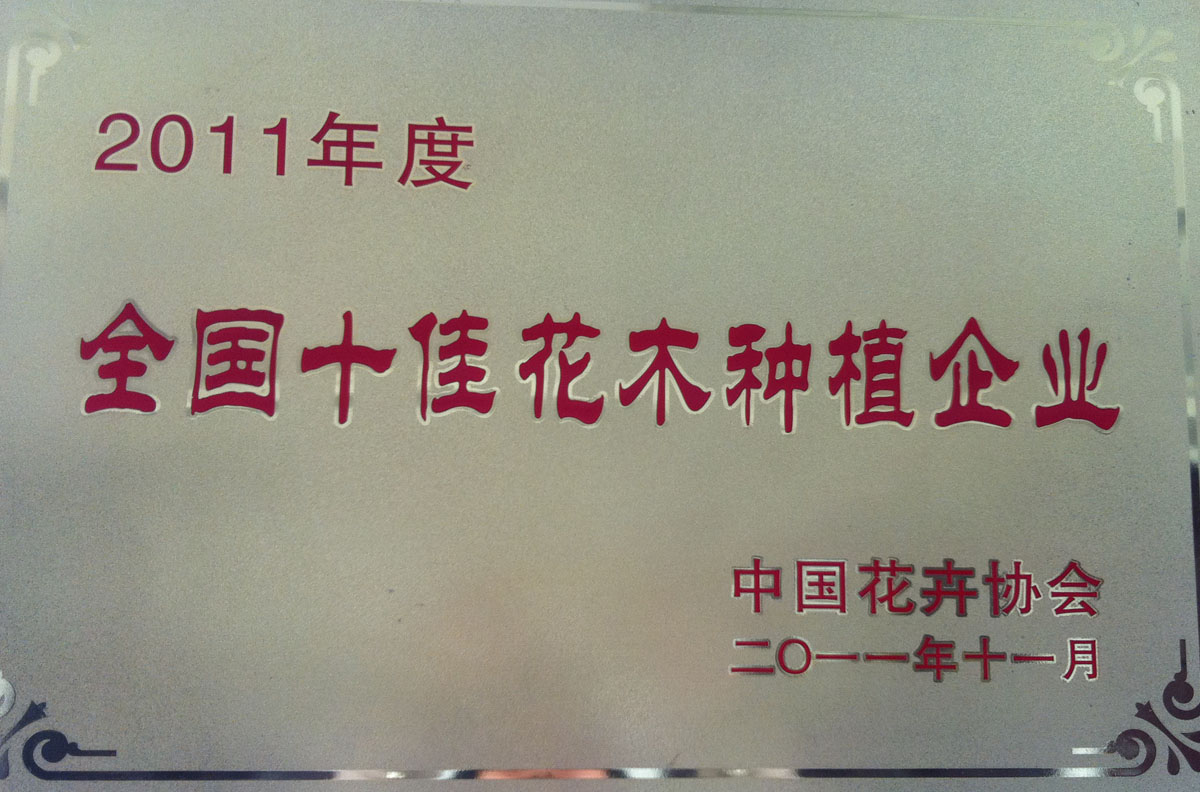 2011年度
全国十佳花木种植企业
中国花卉协会
二〇一一年十一月